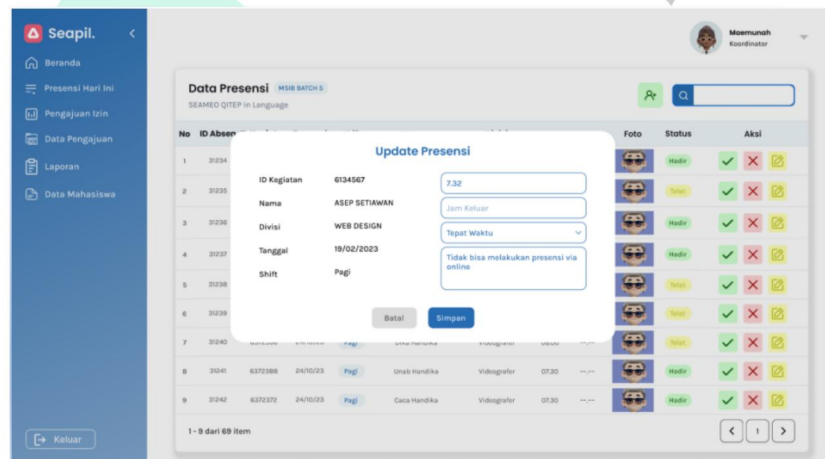 Seapil.
Maemunah
Koordinator
Beranda
Presensi Hari Ini
Pengajuan Izin
Data Pengajuan
Laporan
Data Mahasiswa
Keluar
Data Presensi MSIB BATCH 5
SEAMEO QITEP in Language
No ID Absen Foto Status Aksi
1 31234 Hadir
2 31235 Telat
3 31236 Hadir
4 31237 Hadir
5 31238 Telat
6 31239 Telat
7 31240 Pagi Videografer Telat
8 31241 6372388 24/10/23 Pagi Unab Handika Videografer 07.30 --.-- Hadir
9 31242 6372372 24/10/23 Pagi Caca Handika Videografer 07.30 --.-- Hadir
1 - 9 dari 69 item
1
Update Presensi
ID Kegiatan 6134567
Nama ASEP SETIAWAN
Divisi WEB DESIGN
Tanggal 19/02/2023
Shift Pagi
7.32
Jam Keluar
Tepat Waktu
Tidak bisa melakukan presensi via
online
Batal
Simpan